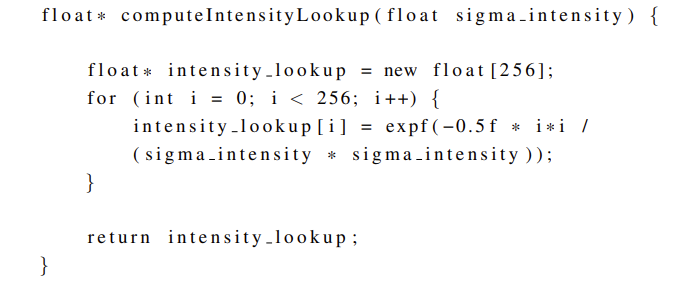 float* computeIntensityLookup(float sigma_intensity) {
float* intensity_lookup = new float[256];
for (int i = 0; i < 256; i++) {
intensity_lookup[i] = expf(-0.5f * i*i /
(sigma_intensity * sigma_intensity));
}
return intensity_lookup;
}